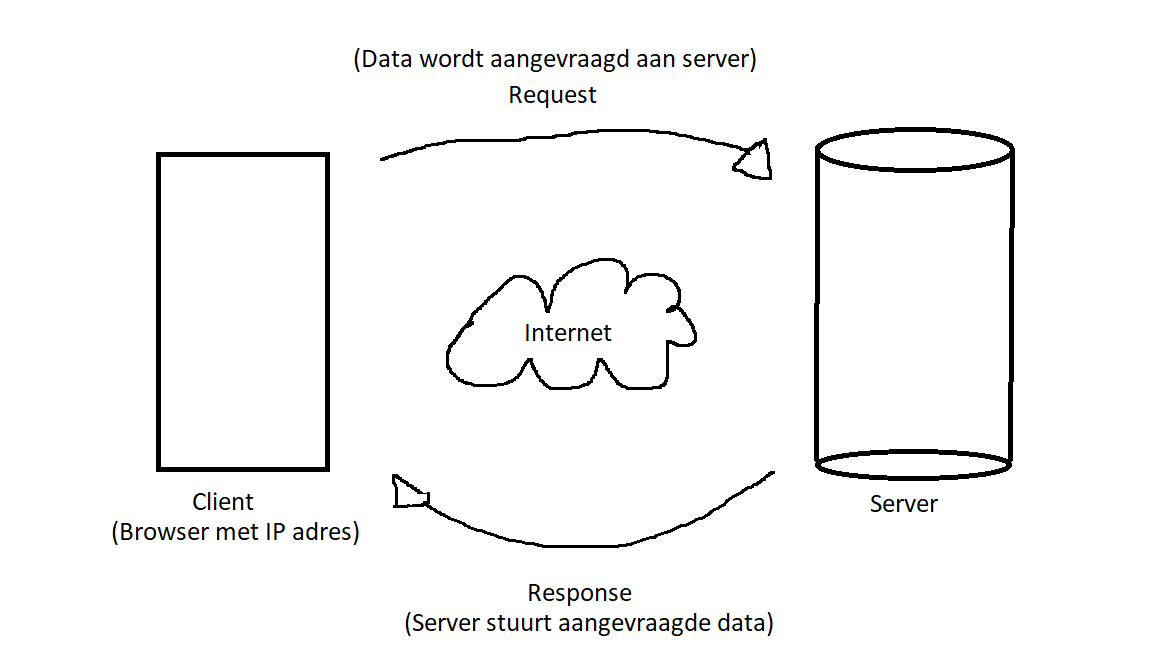 (Data wordt aangevraagd aan server)
Request
Internet
Client
(Browser met IP adres)
Server
Response
(Server stuurt aangevraagde data)